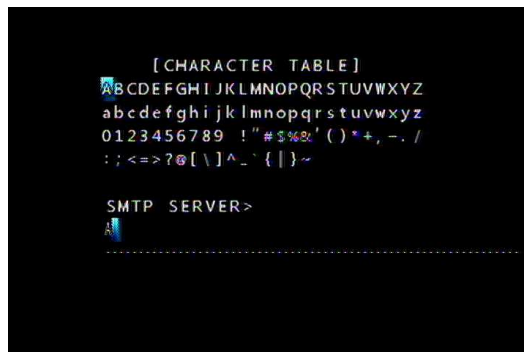 [CHARACTER TABLE]
ABCDEFGHIJKLMNOPQRSTUVWXYZ
abcdefghijklmnopqrstuvwxyz
0123456789 !"#$%&'()*+,-./
:;<=>?@[\]^_`{|}~
SMTP SERVER>
A